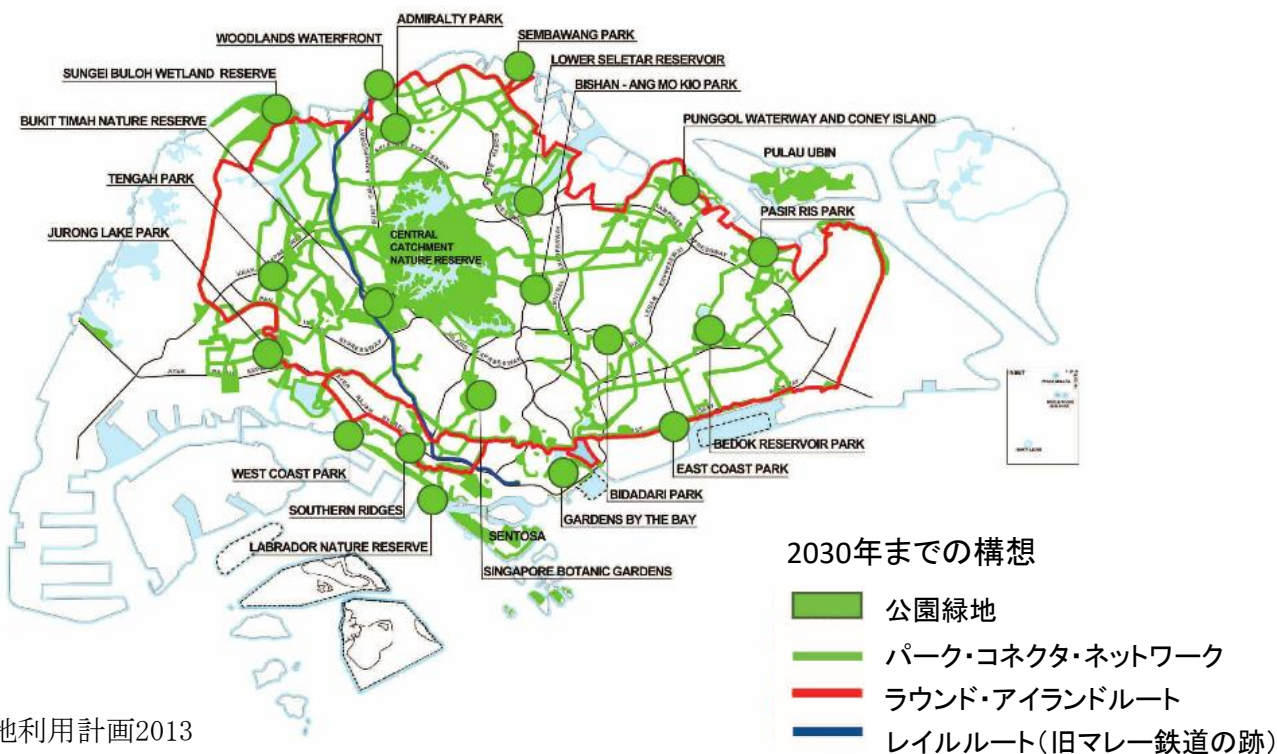 ADMIRALTY PARK
WOODLANDS WATERFRONT
SEMBAWANG PARK
LOWER SELETAR RESERVOIR
SUNGEI BULOH WETLAND RESERVE
BISHAN - ANG MO KIO PARK
BUKIT TIMAH NATURE RESERVE
PUNGGOL WATERWAY AND CONEY ISLAND
PULAU UBIN
TENGAH PARK
PASIR RIS PARK
JURONG LAKE PARK
CENTRAL
CATCHMENT
NATURE RESERVE
BEDOK RESERVOIR PARK
WEST COAST PARK
EAST COAST PARK
BIDADARI PARK
SOUTHERN RIDGES
GARDENS BY THE BAY
SENTOSA
LABRADOR NATURE RESERVE
SINGAPORE BOTANIC GARDENS
2030年までの構想
公園緑地
パーク・コネクタ・ネットワーク
ラウンド・アイランドルート
レイルルート(旧マレー鉄道の跡)
地利用計画2013